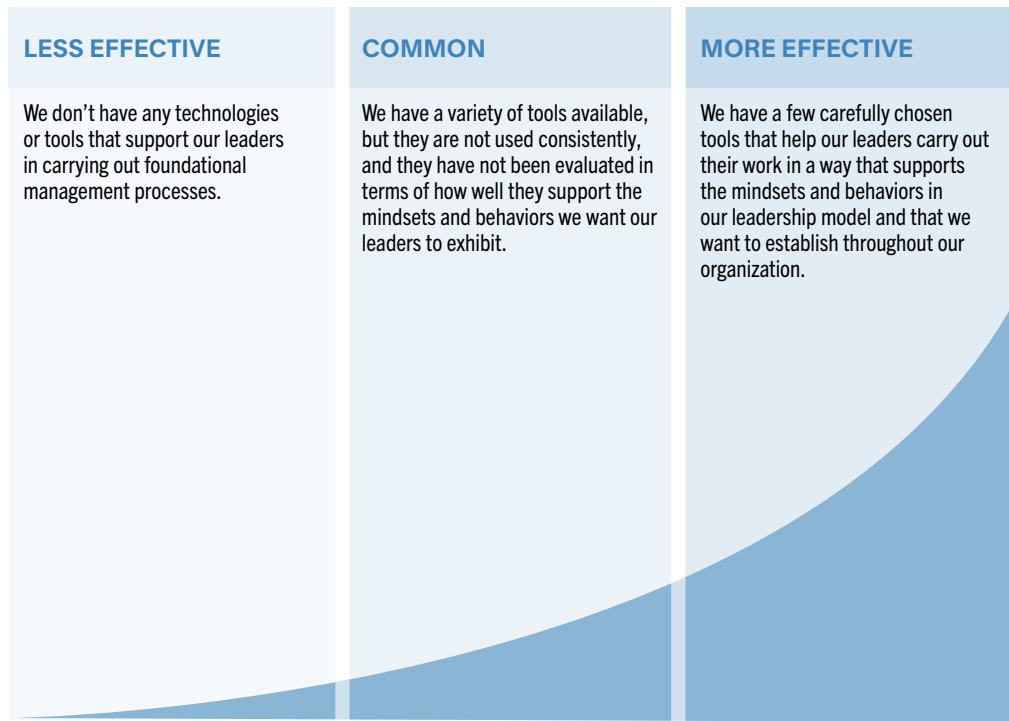 LESS EFFECTIVE
We don’t have any technologies
or tools that support our leaders
in carrying out foundational
management processes.
COMMON
We have a variety of tools available,
but they are not used consistently,
and they have not been evaluated in
terms of how well they support the
mindsets and behaviors we want our
leaders to exhibit.
MORE EFFECTIVE
We have a few carefully chosen
tools that help our leaders carry out
their work in a way that supports
the mindsets and behaviors in
our leadership model and that we
want to establish throughout our
organization.